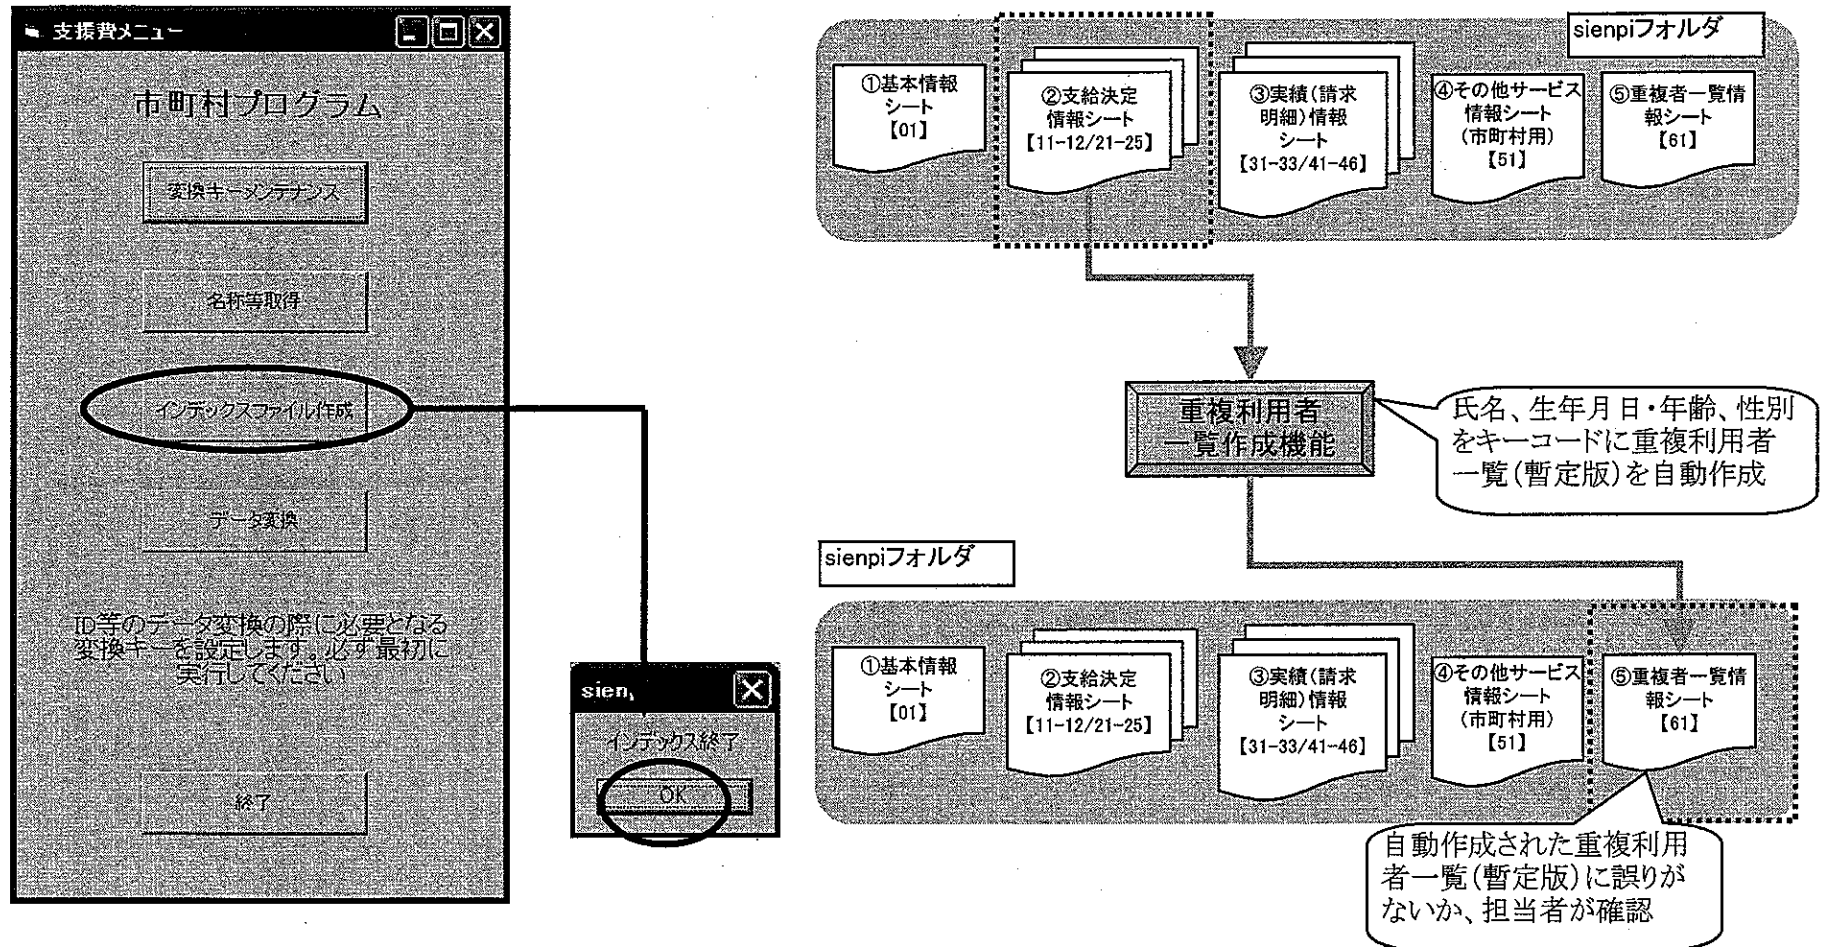 支援費メニュー
市町村プログラム
変換キーメンテナンス
名称等取得
インデックスファイル作成
データ変換
ID等のデータ変換の際に必要となる
変換キーを設定します。必ず最初に
実行してください
終了
sien
インデックス終了
OK
sienpiフォルダ
①基本情報
シート
【01】
②支給決定
情報シート
【11-12/21-25】
③実績(請求
明細)情報
シート
【31-33/41-46】
④その他サービス
情報シート
(市町村用)
【51】
⑤重複者一覧情
報シート
【61】
重複利用者
一覧作成機能
氏名、生年月日・年齢、性別
をキーコードに重複利用者
一覧(暫定版)を自動作成
sienpiフォルダ
①基本情報
シート
【01】
②支給決定
情報シート
【11-12/21-25】
③実績(請求
明細)情報
シート
【31-33/41-46】
④その他サービス
情報シート
(市町村用)
【51】
⑤重複者一覧情
報シート
【61】
自動作成された重複利用
者一覧(暫定版)に誤りが
ないか、担当者が確認